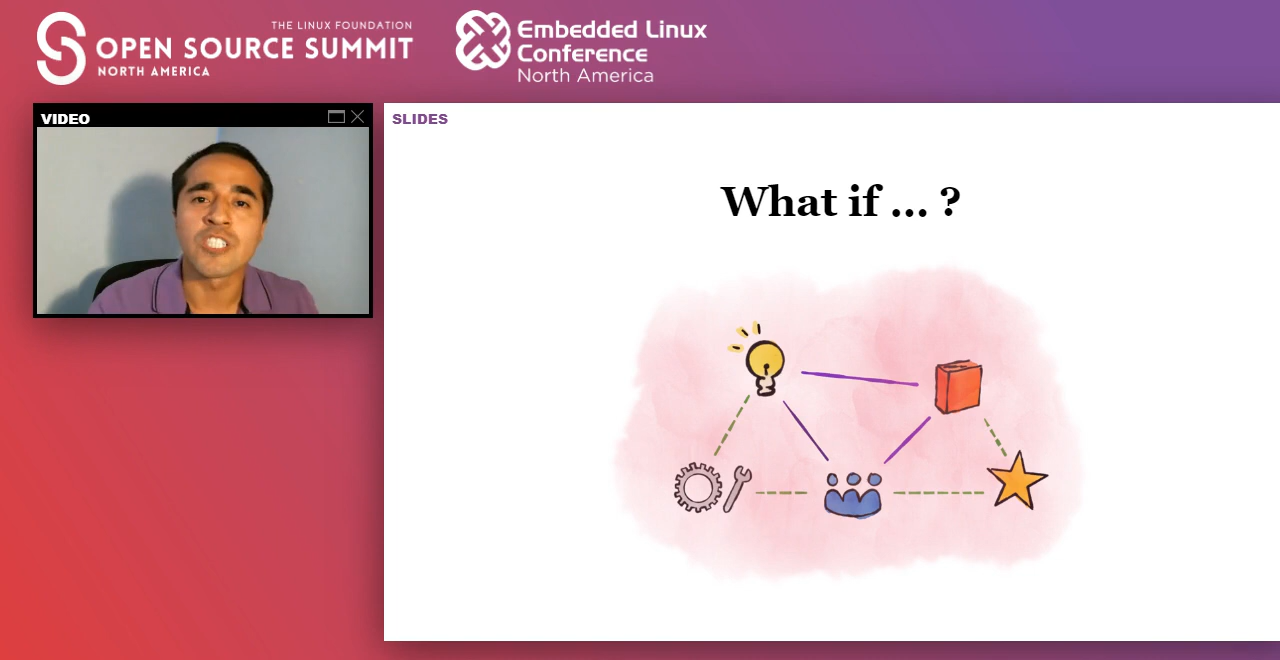 THE LINUX FOUNDATION
OPEN SOURCE SUMMIT
NORTH AMERICA
Embedded Linux
Conference
North America
VIDEO
SLIDES
What if ... ?